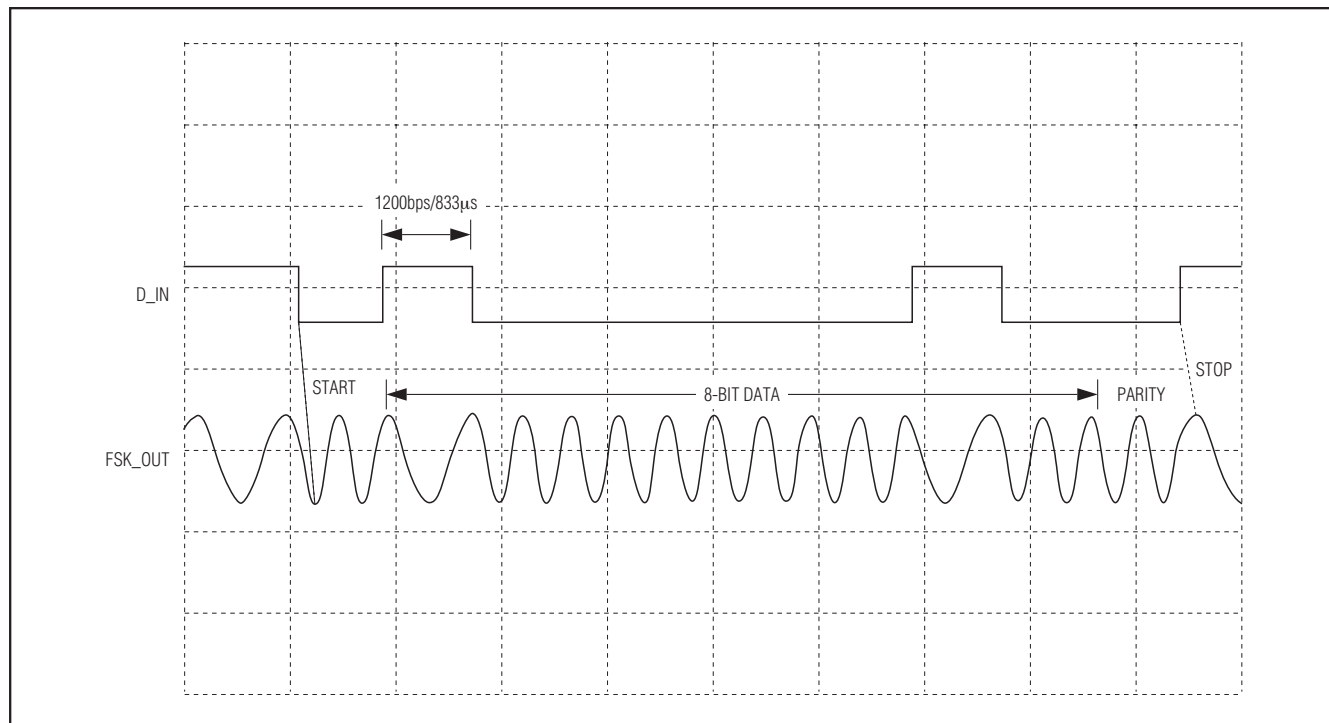 1200bps/833μs
D_IN
START
8-BIT DATA
PARITY
STOP
FSK_OUT